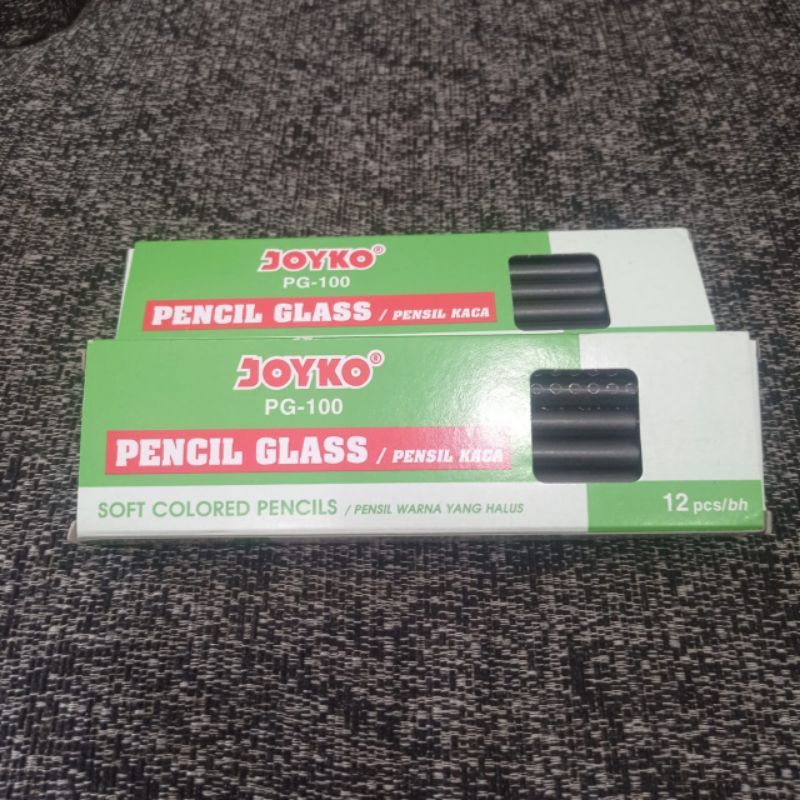 JOYKO®
PG-100
PENCIL GLASS / PENSIL KACA
JOYKO®
PG-100
PENCIL GLASS / PENSIL KACA
SOFT COLORED PENCILS / PENSIL WARNA YANG HALUS
12 pcs/bh